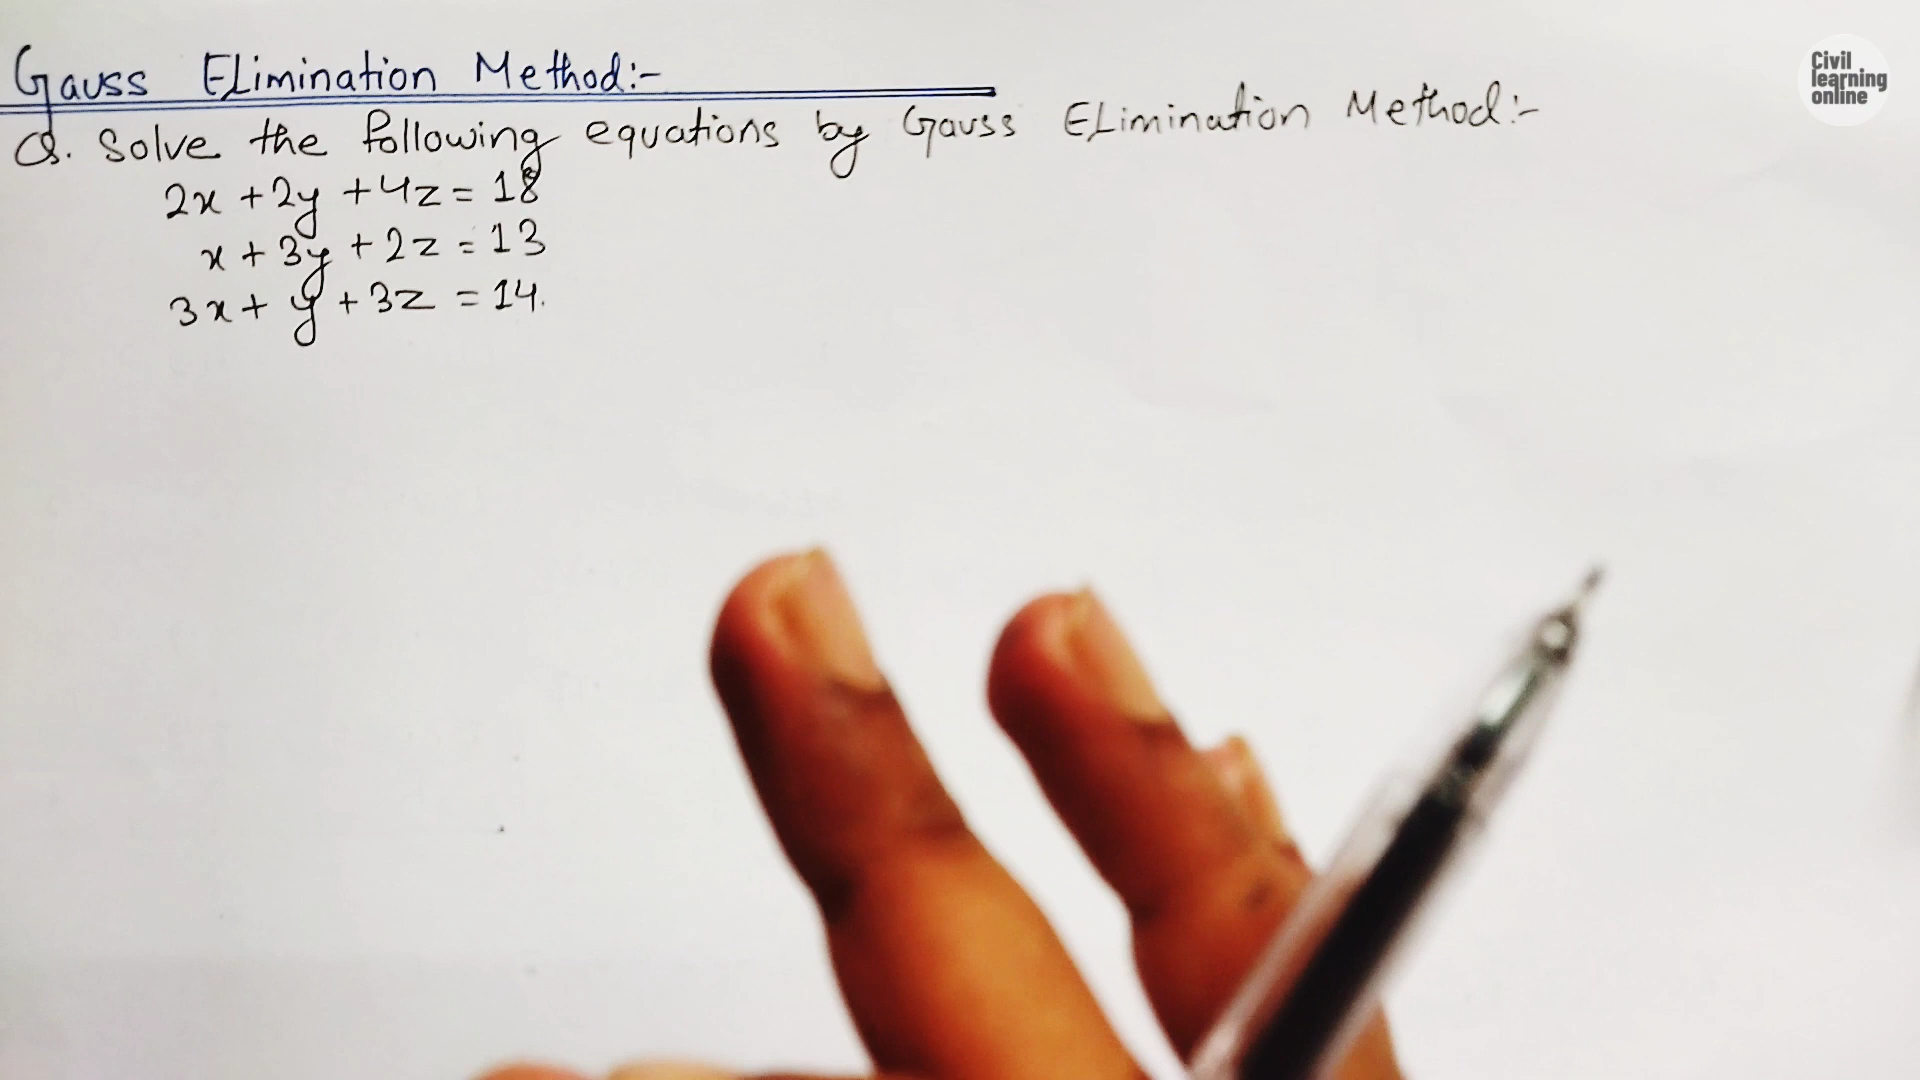 Gauss Elimination Method:-
Q. Solve the following equations by Gauss Elimination Method:-
2x + 2y + 4z = 18
x + 3y + 2z = 13
3x + y + 3z = 14.
Civil
learning
online